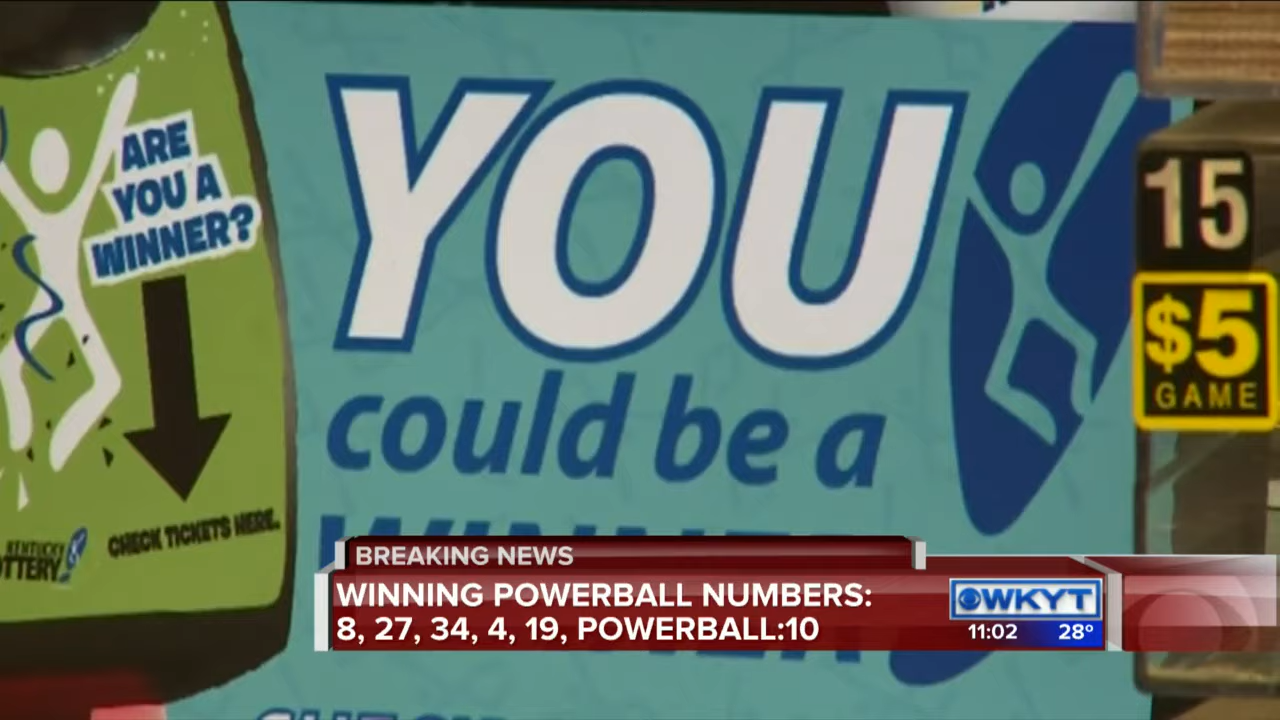 ARE
YOU A
WINNER?
KENTUCKY
CHECK TICKETS HERE.
YOU
could be a
15
$5
GAME
BREAKING NEWS
WINNING POWERBALL NUMBERS:
8, 27, 34, 4, 19, POWERBALL:10
WKYT
11:02 28°